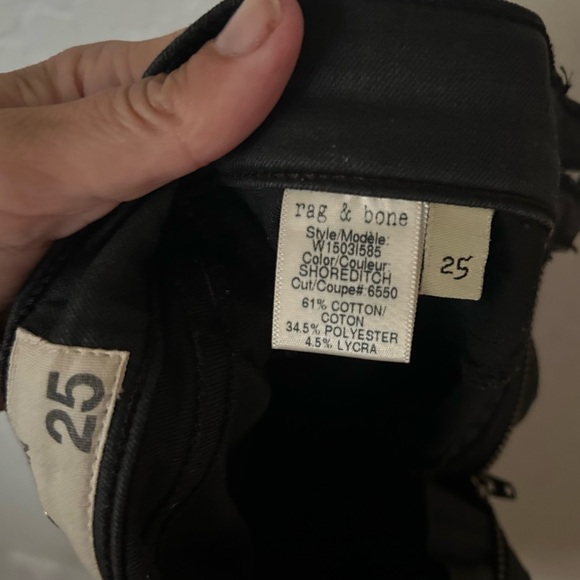 rag & bone
Style/Modèle:
W1503I585
Color/Couleur:
SHOREDITCH
Cut/Coupe# 6550
61% COTTON/
COTON
34.5% POLYESTER
4.5% LYCRA
25
25